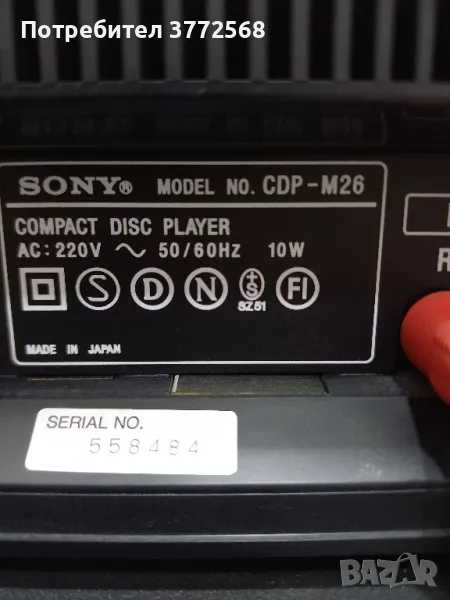 Потребител 3772568
SONY® MODEL NO. CDP-M26
COMPACT DISC PLAYER
AC: 220V ~ 50/60Hz 10W
S D N S FI
SZ61
MADE IN JAPAN
R
SERIAL NO.
558484
BAZAR